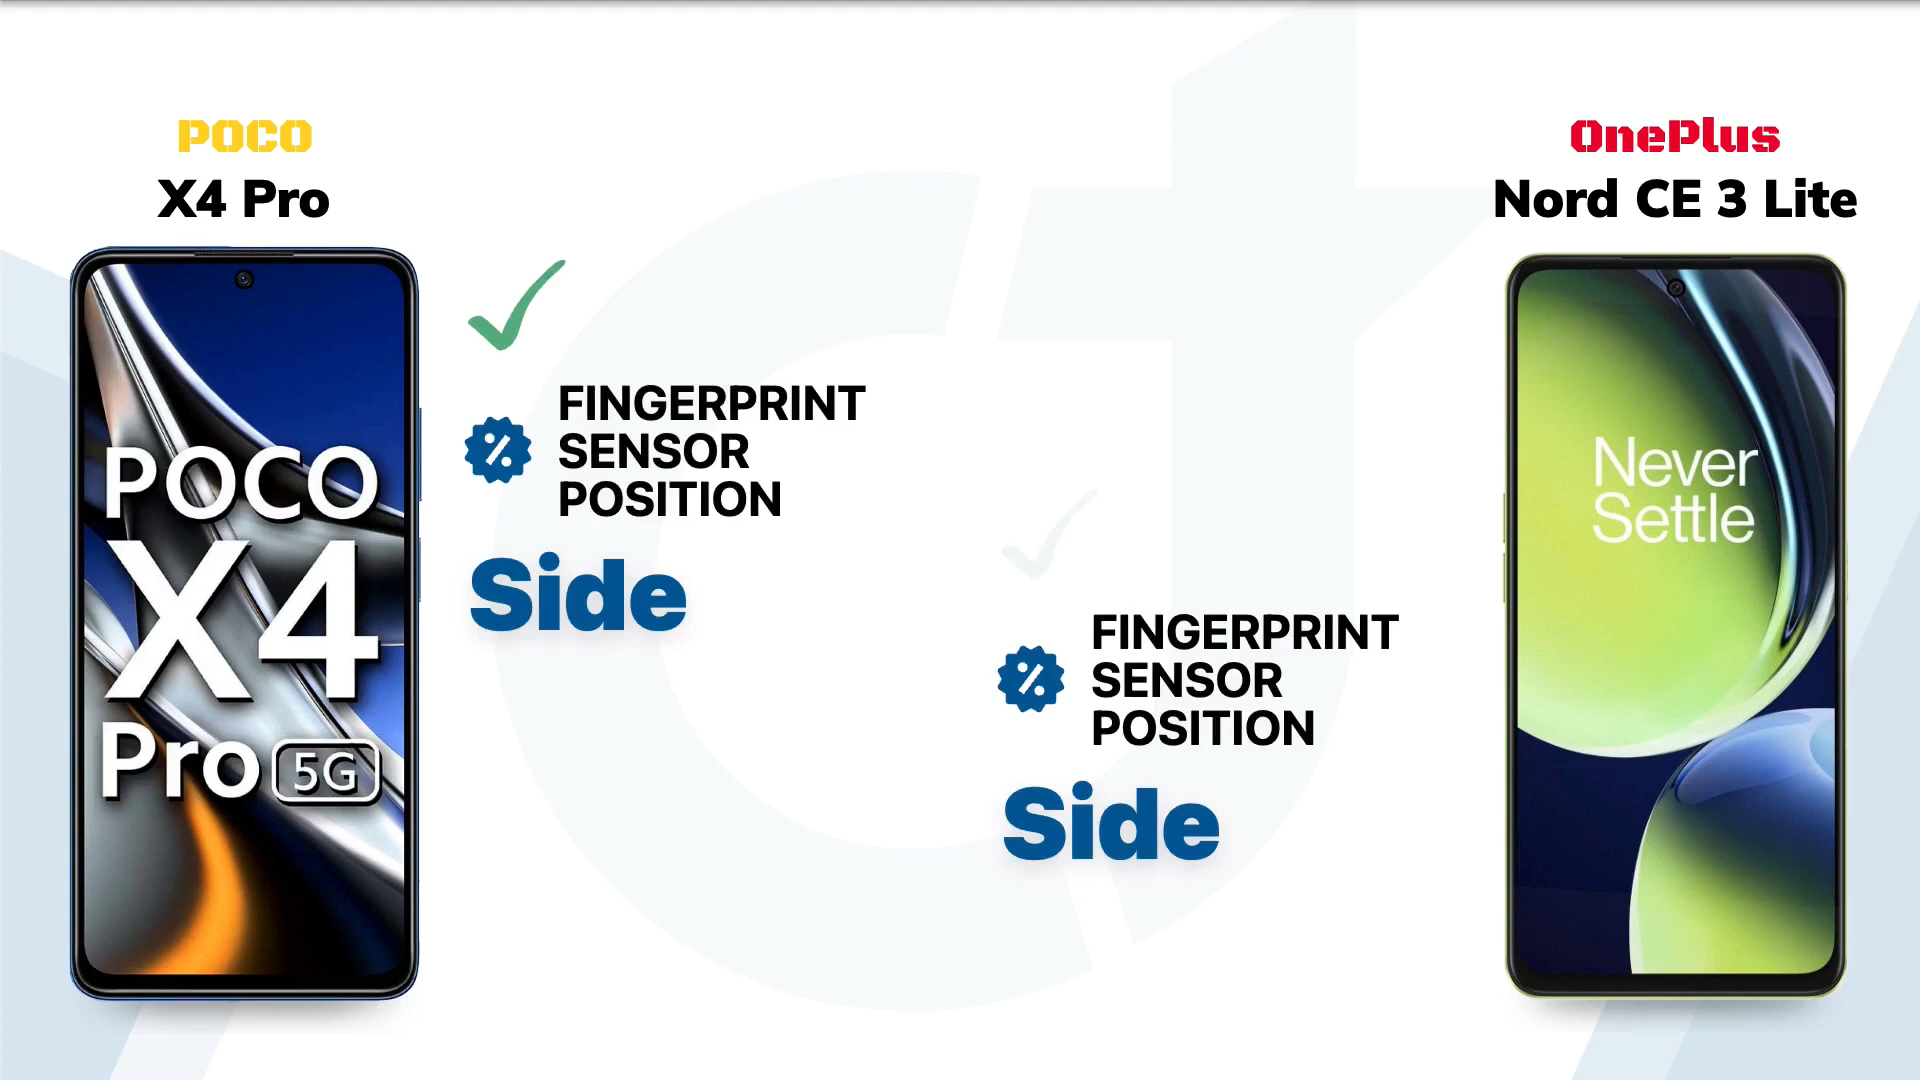 POCO
X4 Pro
POCO
X4
Pro 5G
FINGERPRINT
SENSOR
POSITION
Side
FINGERPRINT
SENSOR
POSITION
Side
OnePlus
Nord CE 3 Lite
Never
Settle